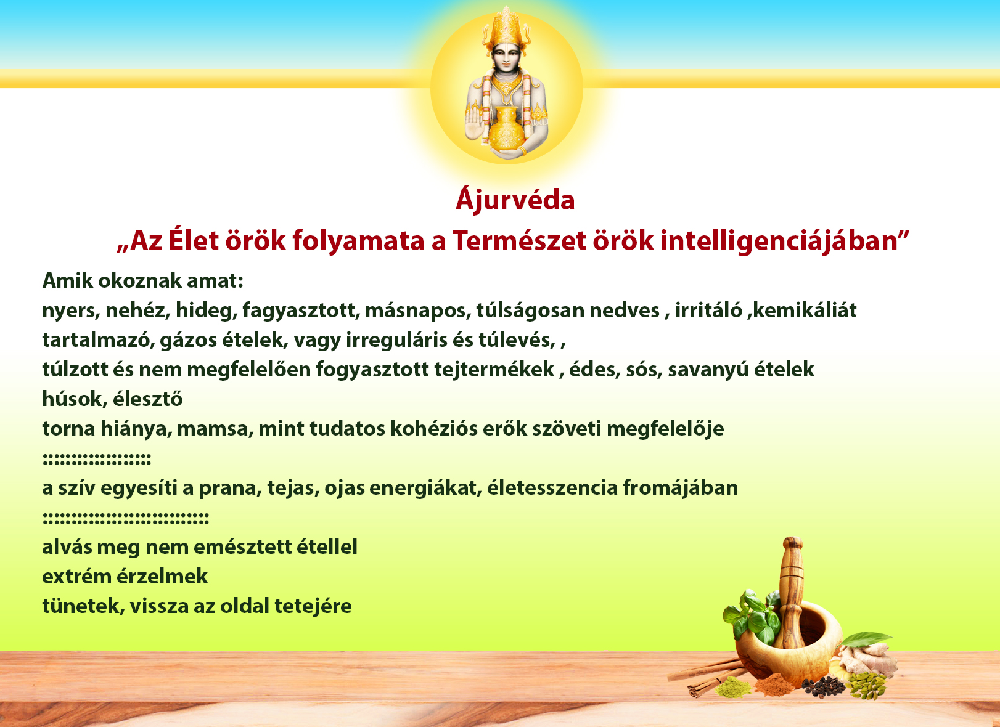 Ájurvéda
„Az Élet örök folyamata a Természet örök intelligenciájában”
Amik okoznak amat:
nyers, nehéz, hideg, fagyasztott, másnapos, túlságosan nedves , irritáló ,kemikáliát
tartalmazó, gázos ételek, vagy irreguláris és túlevés, ,
túlzott és nem megfelelően fogyasztott tejtermékek , édes, sós, savanyú ételek
húsok, élesztő
torna hiánya, mamsa, mint tudatos kohéziós erők szöveti megfelelője
:::::::::::::::::::
a szív egyesíti a prana, tejas, ojas energiákat, életesszencia fromájában
:::::::::::::::::::::::::::::
alvás meg nem emésztett étellel
extrém érzelmek
tünetek, vissza az oldal tetejére